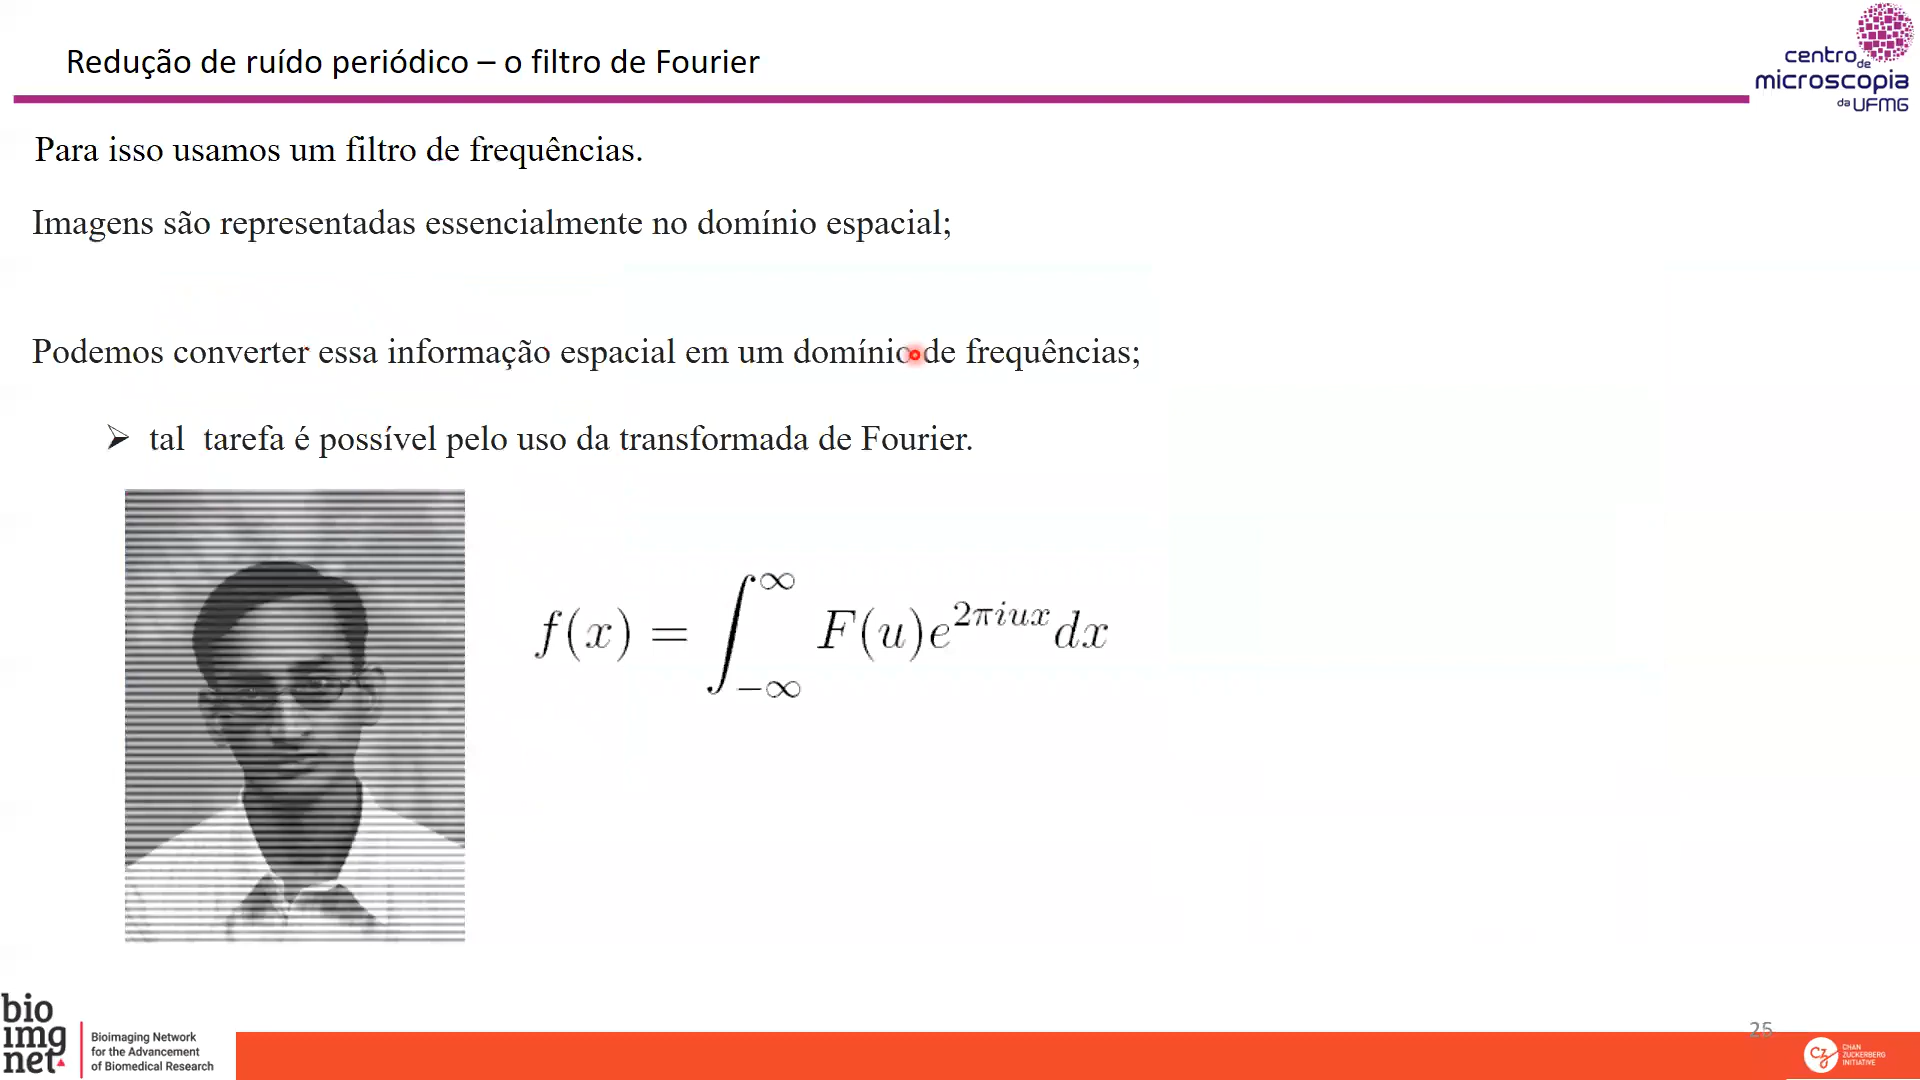 Redução de ruído periódico – o filtro de Fourier
centro de
microscopia
da UFMG
Para isso usamos um filtro de frequências.
Imagens são representadas essencialmente no domínio espacial;
Podemos converter essa informação espacial em um domínio de frequências;
➢ tal tarefa é possível pelo uso da transformada de Fourier.
f(x) = ∫_{-∞}^{∞} F(u)e^{2πiux}dx
bio
img
net
Bioimaging Network
for the Advancement
of Biomedical Research
25
CZ
CHAN
ZUCKERBERG
INITIATIVE